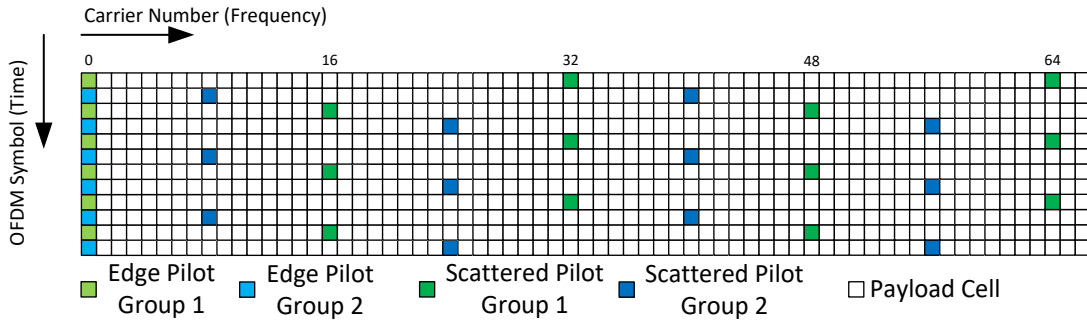 Carrier Number (Frequency)
0 16 32 48 64
OFDM Symbol (Time)
Edge Pilot
Group 1
Edge Pilot
Group 2
Scattered Pilot
Group 1
Scattered Pilot
Group 2
Payload Cell